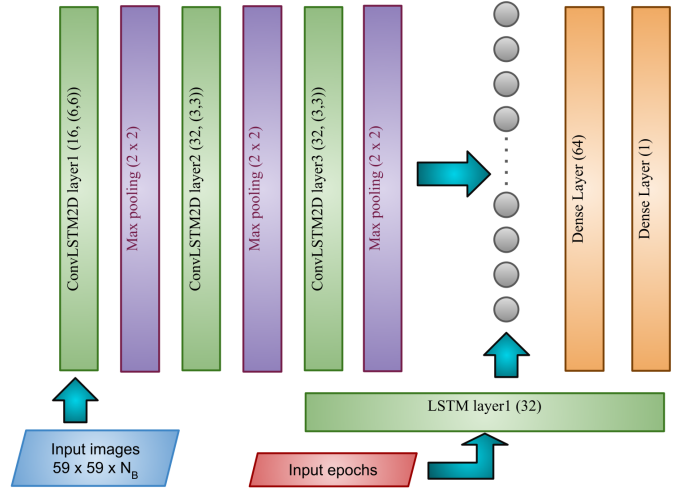 ConvLSTM2D layer1 (16, (6,6))
Max pooling (2 x 2)
ConvLSTM2D layer2 (32, (3,3))
Max pooling (2 x 2)
ConvLSTM2D layer3 (32, (3,3))
Max pooling (2 x 2)
Dense Layer (64)
Dense Layer (1)
LSTM layer1 (32)
Input images
59 x 59 x N_B
Input epochs